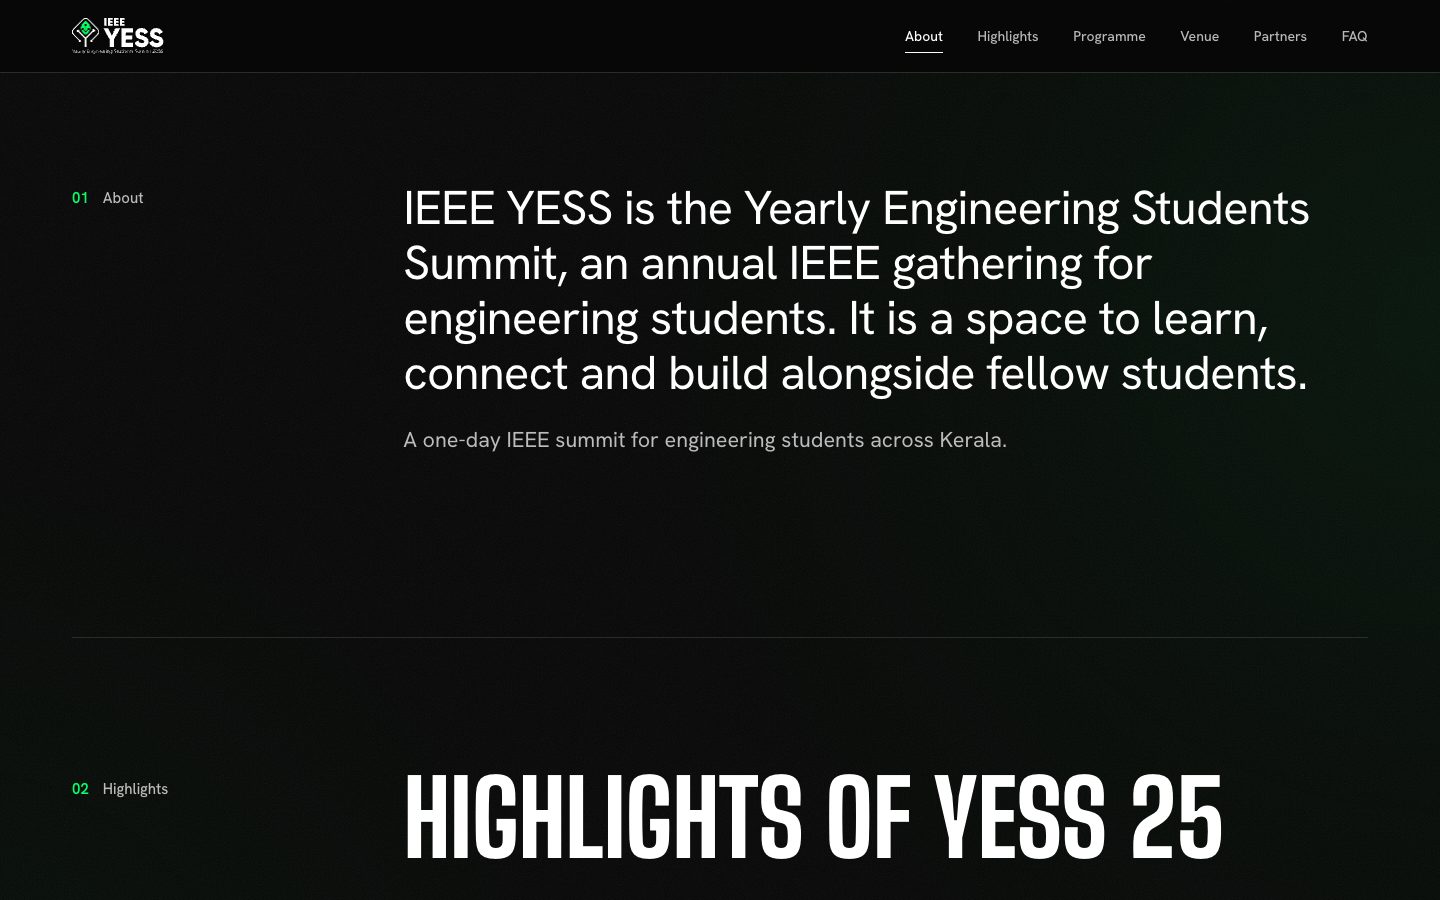 IEEE
YESS
About
Highlights
Programme
Venue
Partners
FAQ
01 About
IEEE YESS is the Yearly Engineering Students
Summit, an annual IEEE gathering for
engineering students. It is a space to learn,
connect and build alongside fellow students.
A one-day IEEE summit for engineering students across Kerala.
02 Highlights
HIGHLIGHTS OF YESS 25